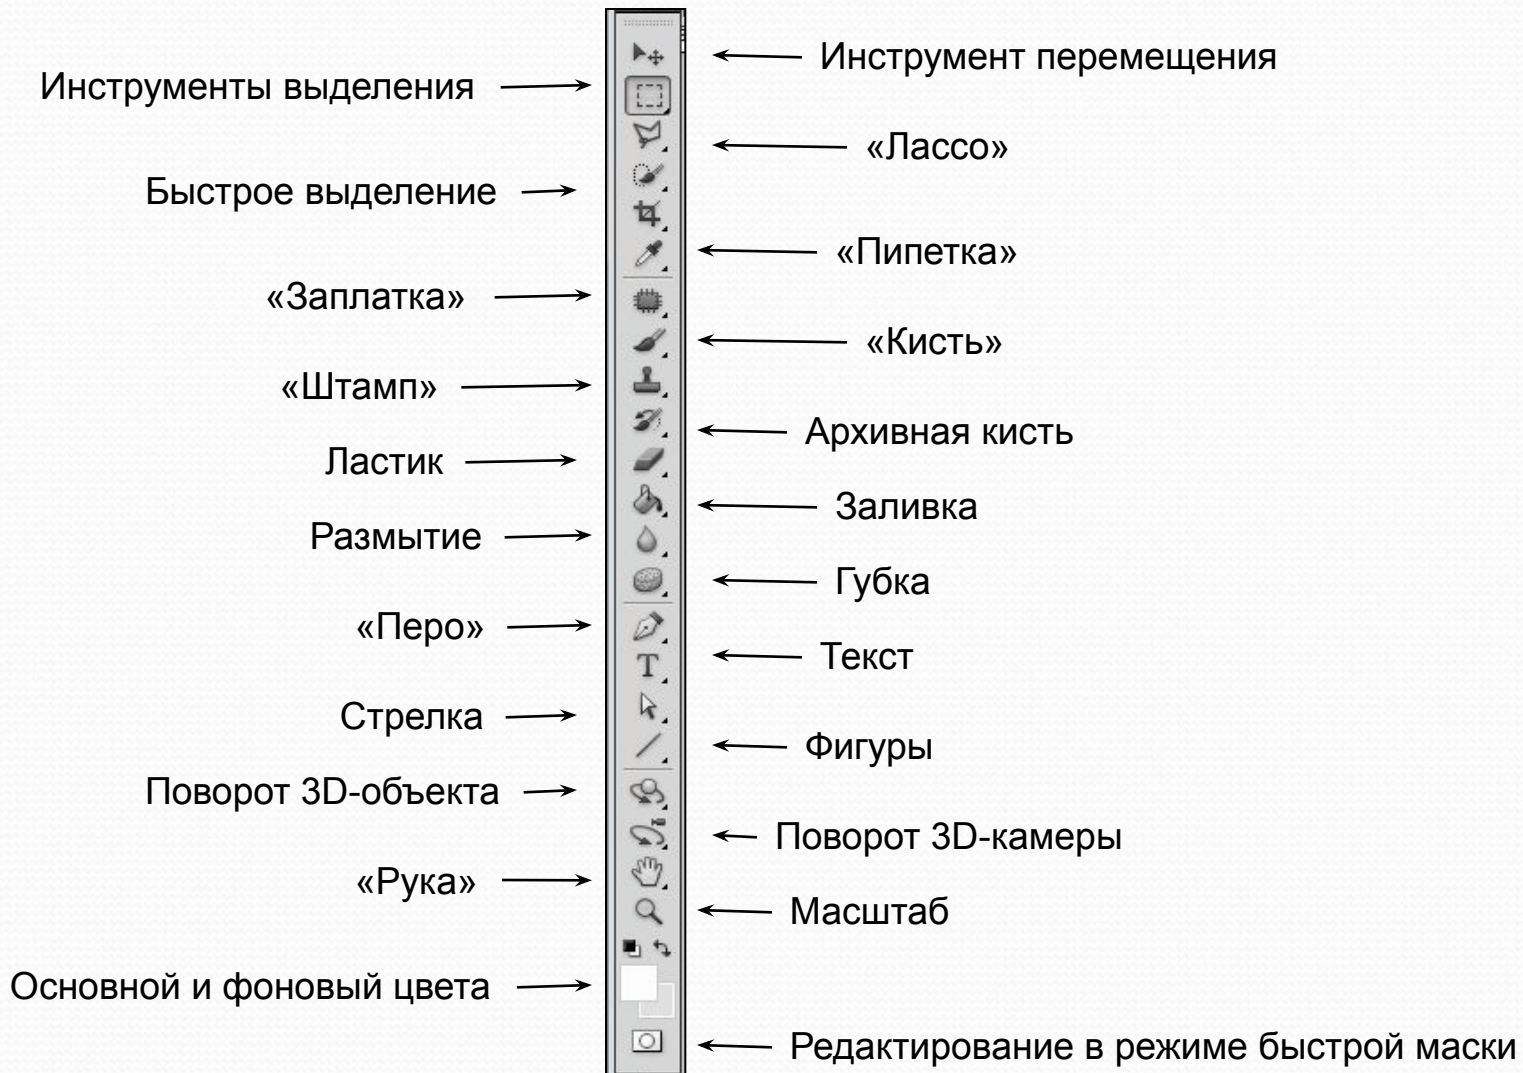 Инструмент перемещения
Инструменты выделения
«Лассо»
Быстрое выделение
«Пипетка»
«Заплатка»
«Кисть»
«Штамп»
Архивная кисть
Ластик
Заливка
Размытие
Губка
«Перо»
Текст
Стрелка
Фигуры
Поворот 3D-объекта
Поворот 3D-камеры
«Рука»
Масштаб
Основной и фоновый цвета
Редактирование в режиме быстрой маски